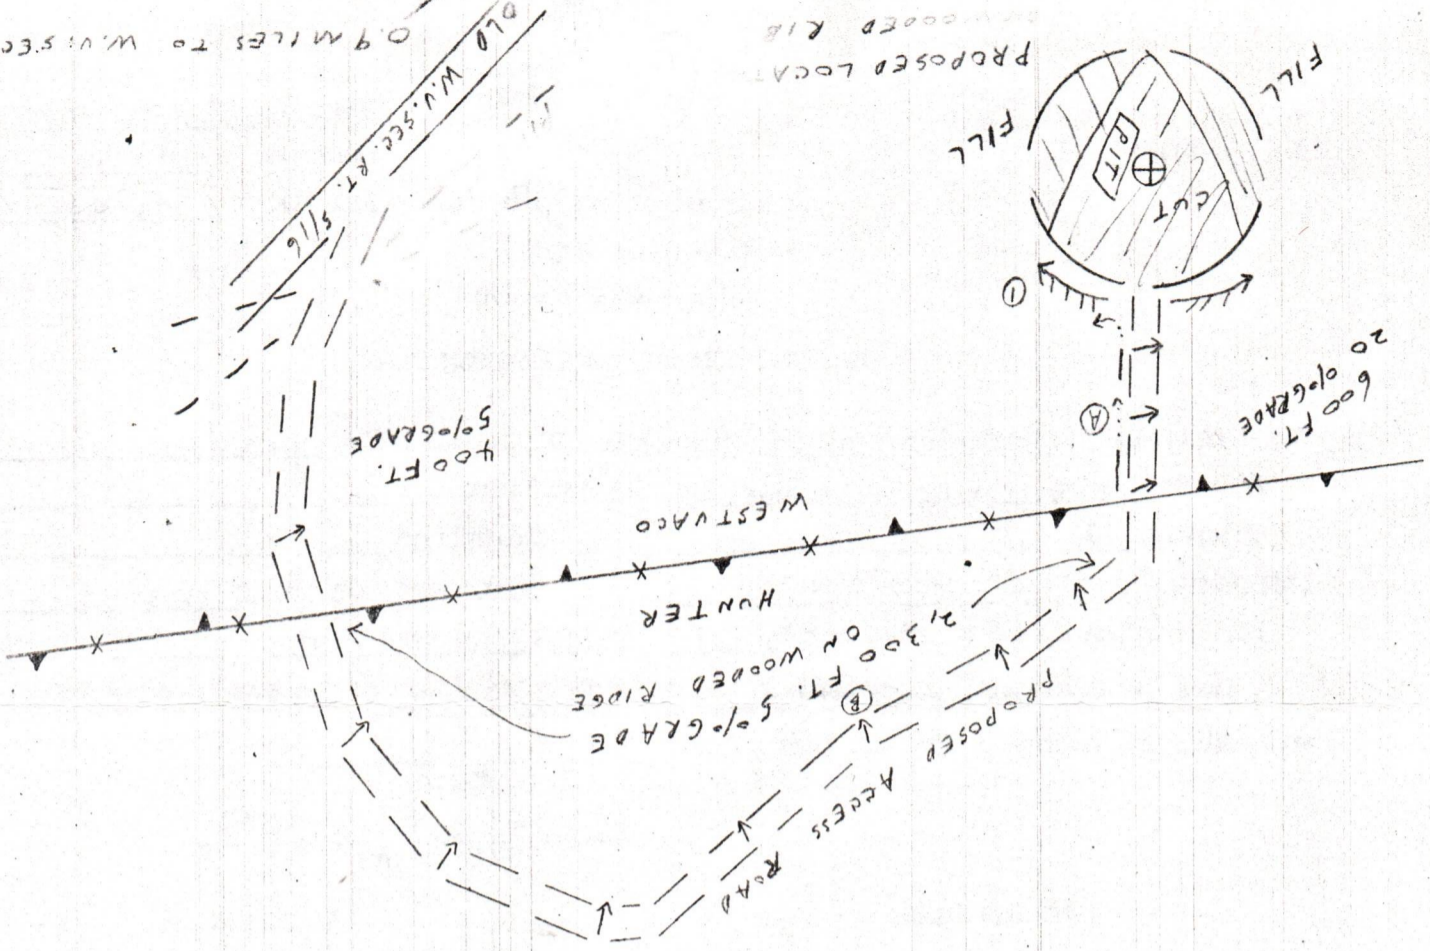 PROPOSED ACCESS ROAD
2,300 FT. 5% GRADE
ON WOODED RIDGE
B
HUNTER
WESTVACO
600 FT.
20 % GRADE
A
400 FT.
5% GRADE
1
CUT
PIT
FILL
FILL
5/16
W.V. SEC. RT.
OLD
PROPOSED LOCAT
ON WOODED RIB
0.9 MILES TO W.V. SEC